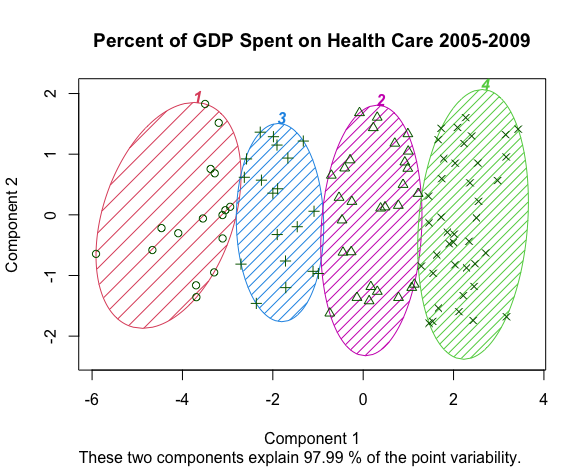 Percent of GDP Spent on Health Care 2005-2009
1
3
2
4
Component 2
2
1
0
-1
-2
-6 -4 -2 0 2 4
Component 1
These two components explain 97.99 % of the point variability.